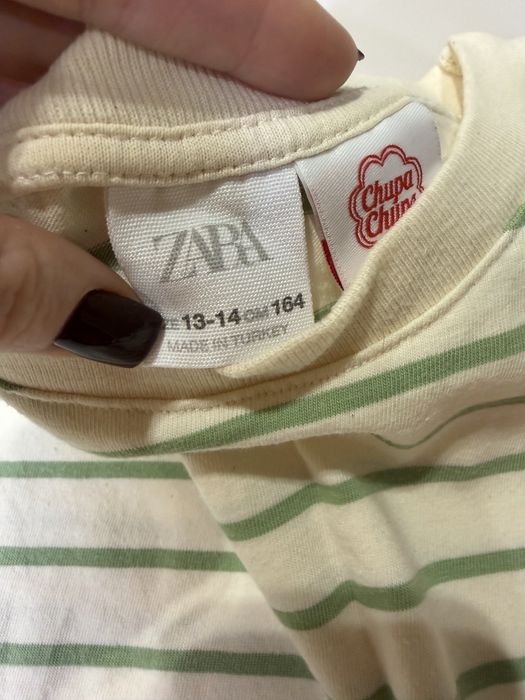 ZARA
13-14 CM 164
MADE IN TURKEY
Chupa
Chups